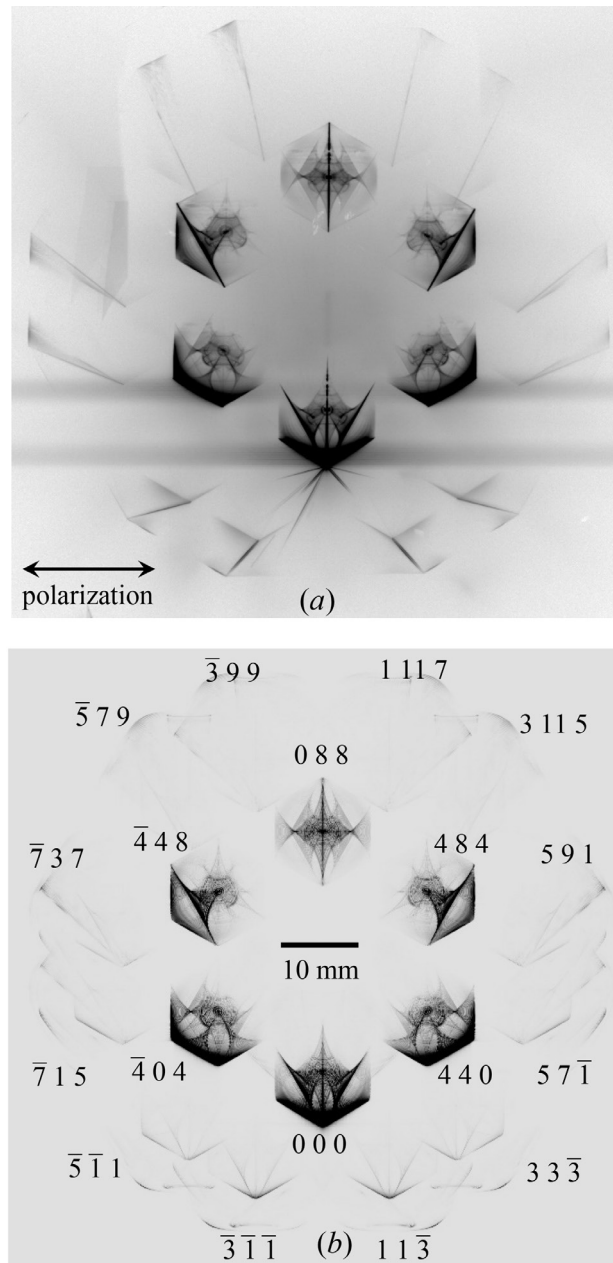 polarization
(a)
3̅ 9 9
1 11 7
5̅ 7 9
3 11 5
0 8 8
4̅ 4 8
4 8 4
7̅ 3 7
5 9 1
10 mm
7̅ 1 5
4̅ 0 4
4 4 0
5 7 1̅
0 0 0
5̅ 1̅ 1
3 3 3̅
3̅ 1̅ 1̅
(b)
1 1 3̅